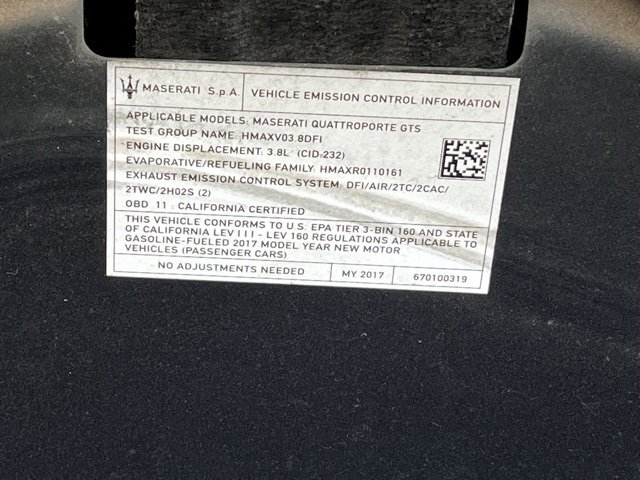 MASERATI S.p.A
VEHICLE EMISSION CONTROL INFORMATION
APPLICABLE MODELS: MASERATI QUATTROPORTE GTS
TEST GROUP NAME: HMAXV03.8DFI
ENGINE DISPLACEMENT: 3.8L (CID:232)
EVAPORATIVE/REFUELING FAMILY: HMAXR0110161
EXHAUST EMISSION CONTROL SYSTEM: DFI/AIR/2TC/2CAC/
2TWC/2HO2S (2)
OBD 11 : CALIFORNIA CERTIFIED
THIS VEHICLE CONFORMS TO U.S. EPA TIER 3-BIN 160 AND STATE
OF CALIFORNIA LEV III - LEV 160 REGULATIONS APPLICABLE TO
GASOLINE-FUELED 2017 MODEL YEAR NEW MOTOR
VEHICLES (PASSENGER CARS)
NO ADJUSTMENTS NEEDED
MY 2017
670100319